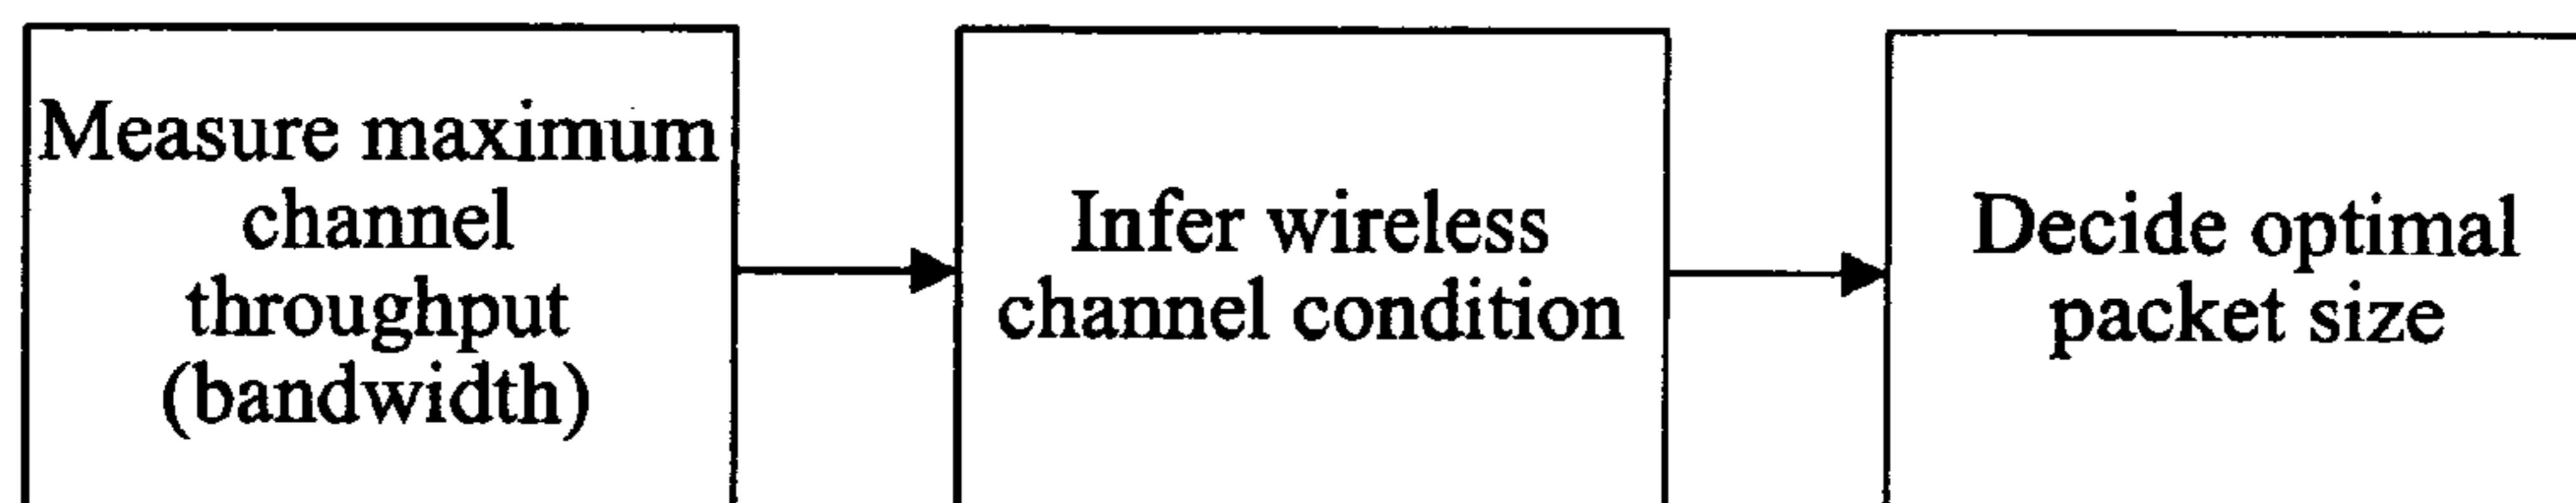 Measure maximum
channel
throughput
(bandwidth)
Infer wireless
channel condition
Decide optimal
packet size